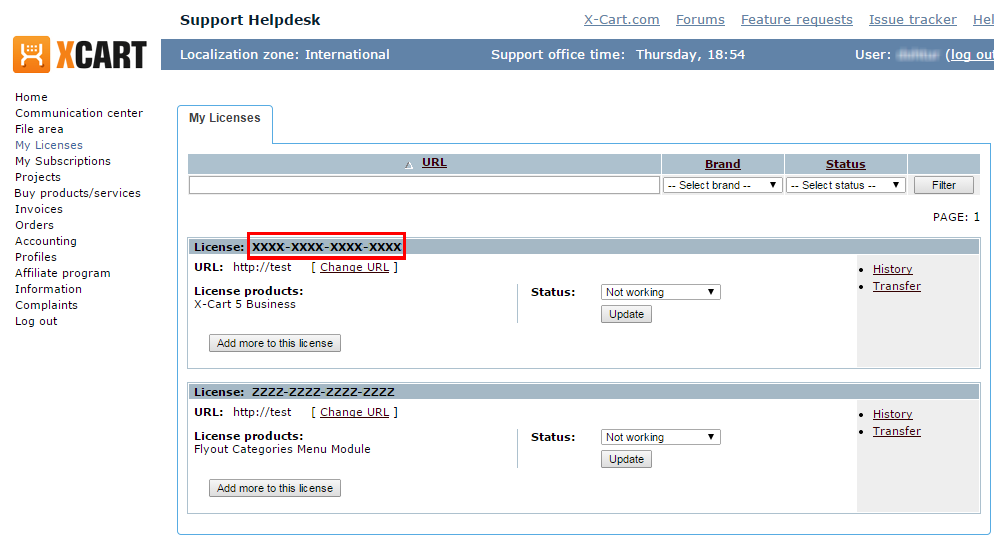 Support Helpdesk
X-Cart.com Forums Feature requests Issue tracker Hel
XCART
Localization zone: International Support office time: Thursday, 18:54 User: (log out
Home
Communication center
File area
My Licenses
My Subscriptions
Projects
Buy products/services
Invoices
Orders
Accounting
Profiles
Affiliate program
Information
Complaints
Log out
My Licenses
URL Brand Status
-- Select brand -- -- Select status -- Filter
PAGE: 1
License: XXXX-XXXX-XXXX-XXXX
URL: http://test [ Change URL ]
License products:
X-Cart 5 Business
Status: Not working
Update
Add more to this license
History
Transfer
License: ZZZZ-ZZZZ-ZZZZ-ZZZZ
URL: http://test [ Change URL ]
License products:
Flyout Categories Menu Module
Status: Not working
Update
Add more to this license
History
Transfer